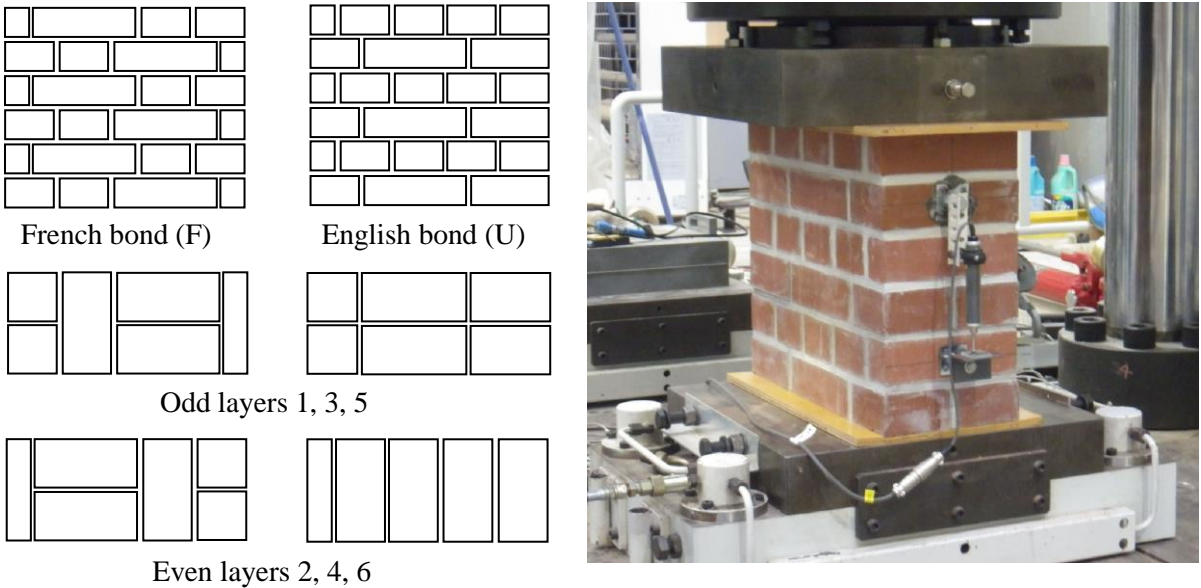 French bond (F)
English bond (U)
Odd layers 1, 3, 5
Even layers 2, 4, 6